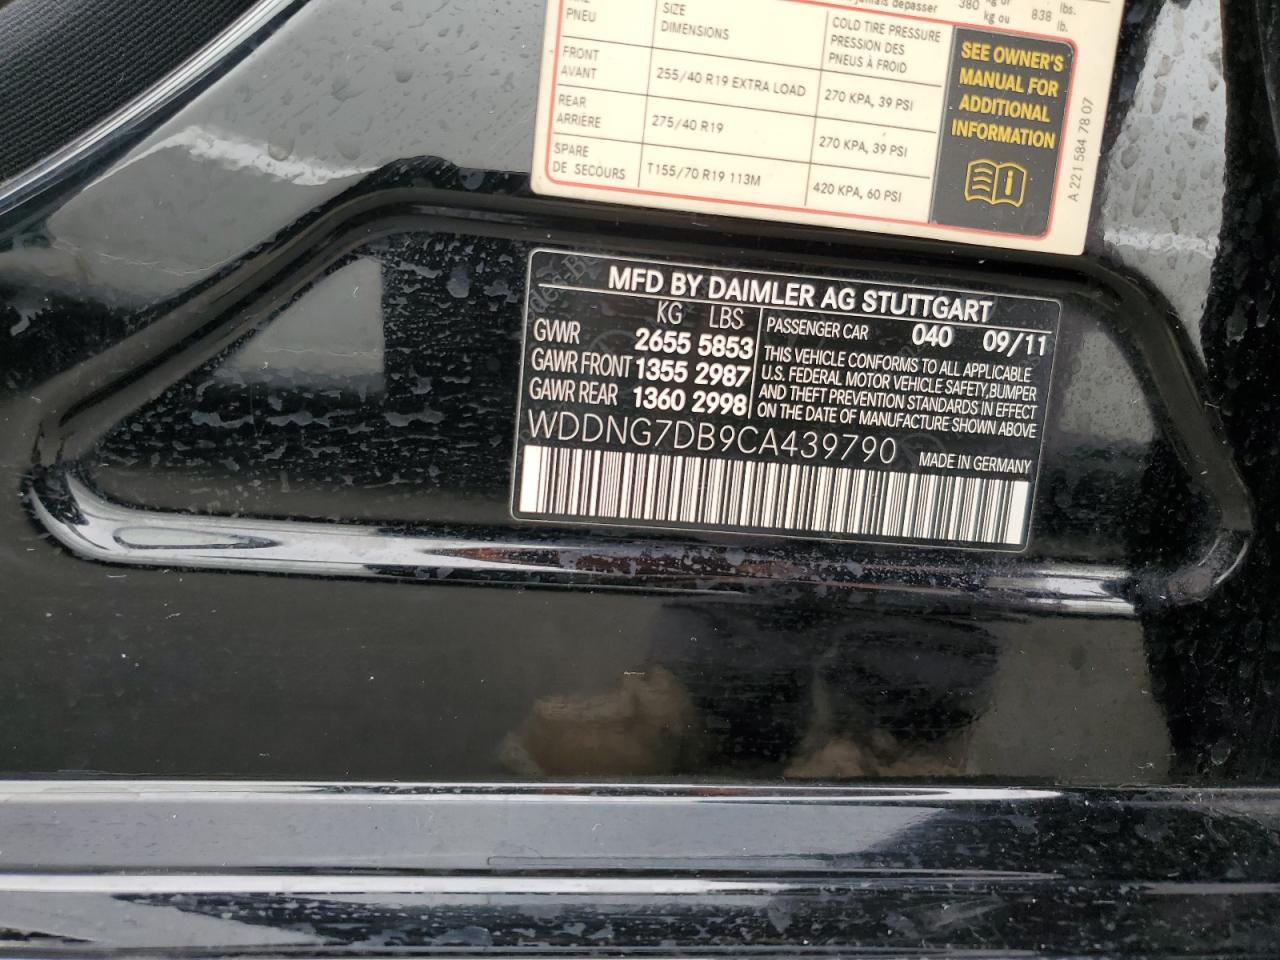 jamais dépasser 380 kg ou 838 lb.
lbs.
PNEU
SIZE
DIMENSIONS
COLD TIRE PRESSURE
PRESSION DES
PNEUS À FROID
FRONT
AVANT
255/40 R19 EXTRA LOAD
270 KPA, 39 PSI
REAR
ARRIÈRE
275/40 R19
270 KPA, 39 PSI
SPARE
DE SECOURS
T155/70 R19 113M
420 KPA, 60 PSI
SEE OWNER'S
MANUAL FOR
ADDITIONAL
INFORMATION
A 221 584 78 07
MFD BY DAIMLER AG STUTTGART
KG LBS
GVWR 2655 5853
GAWR FRONT 1355 2987
GAWR REAR 1360 2998
PASSENGER CAR 040 09/11
THIS VEHICLE CONFORMS TO ALL APPLICABLE
U.S. FEDERAL MOTOR VEHICLE SAFETY,BUMPER
AND THEFT PREVENTION STANDARDS IN EFFECT
ON THE DATE OF MANUFACTURE SHOWN ABOVE
WDDNG7DB9CA439790
MADE IN GERMANY